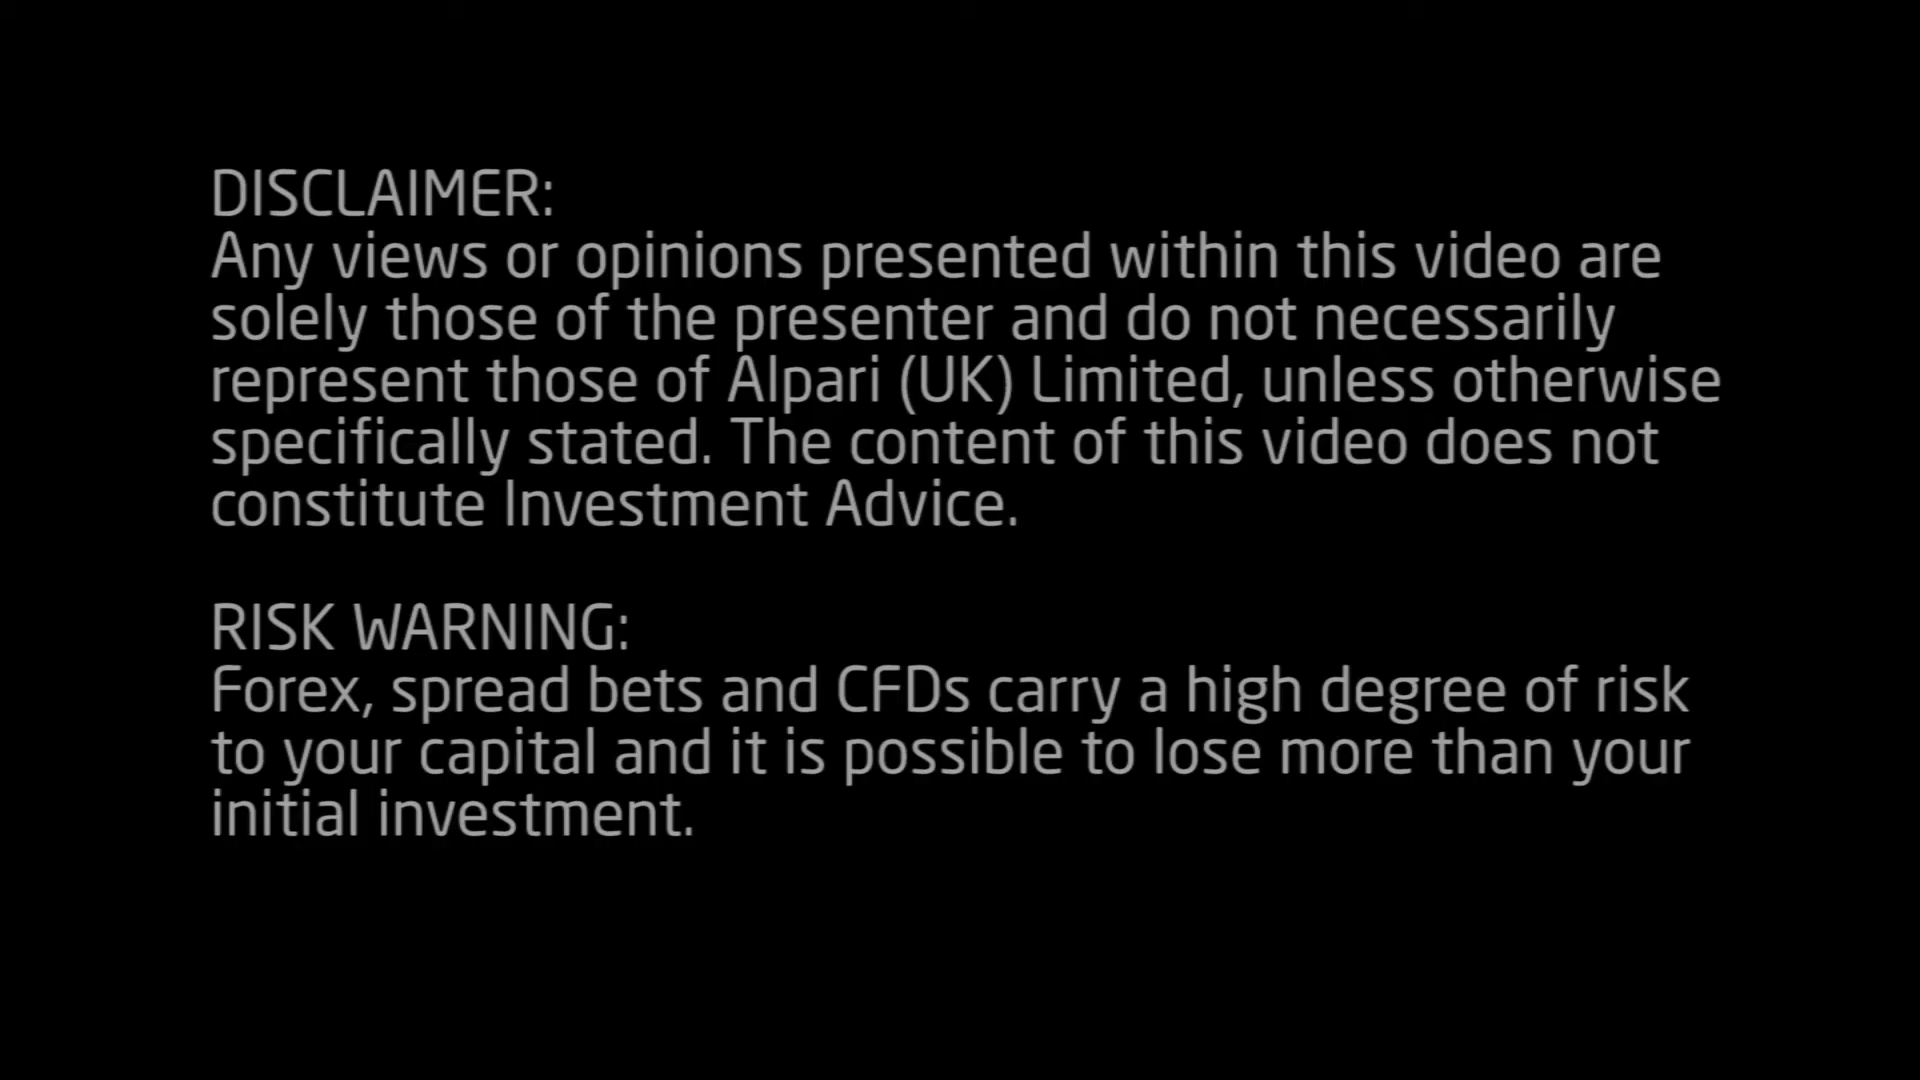 DISCLAIMER:
Any views or opinions presented within this video are
solely those of the presenter and do not necessarily
represent those of Alpari (UK) Limited, unless otherwise
specifically stated. The content of this video does not
constitute Investment Advice.
RISK WARNING:
Forex, spread bets and CFDs carry a high degree of risk
to your capital and it is possible to lose more than your
initial investment.